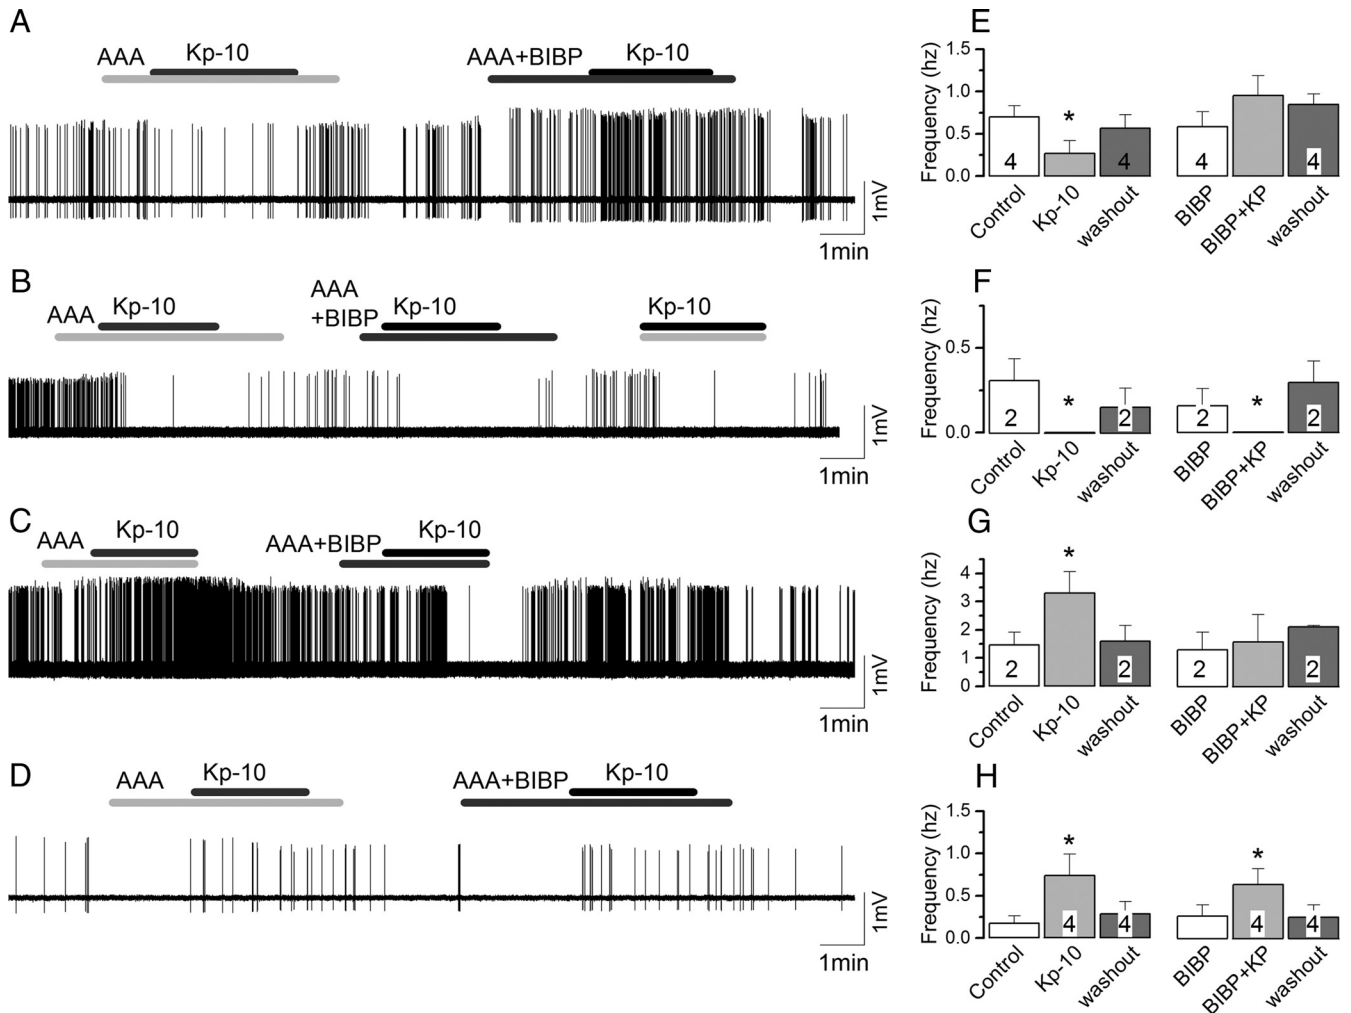 A
AAA Kp-10
AAA+BIBP Kp-10
1mV
1min
E
Frequency (hz)
1.5
1.0
0.5
0.0
4 4 4 4
Control Kp-10 washout BIBP BIBP+KP washout
*
B
AAA Kp-10
AAA
+BIBP Kp-10
Kp-10
1mV
1min
F
Frequency (hz)
0.5
0.0
* *
2 2 2 2
Control Kp-10 washout BIBP BIBP+KP washout
C
AAA Kp-10
AAA+BIBP Kp-10
1mV
1min
G
Frequency (hz)
4
3
2
1
0
*
2 2 2 2
Control Kp-10 washout BIBP BIBP+KP washout
D
AAA Kp-10
AAA+BIBP Kp-10
1mV
1min
H
Frequency (hz)
1.5
1.0
0.5
0.0
* *
4 4 4 4
Control Kp-10 washout BIBP BIBP+KP washout